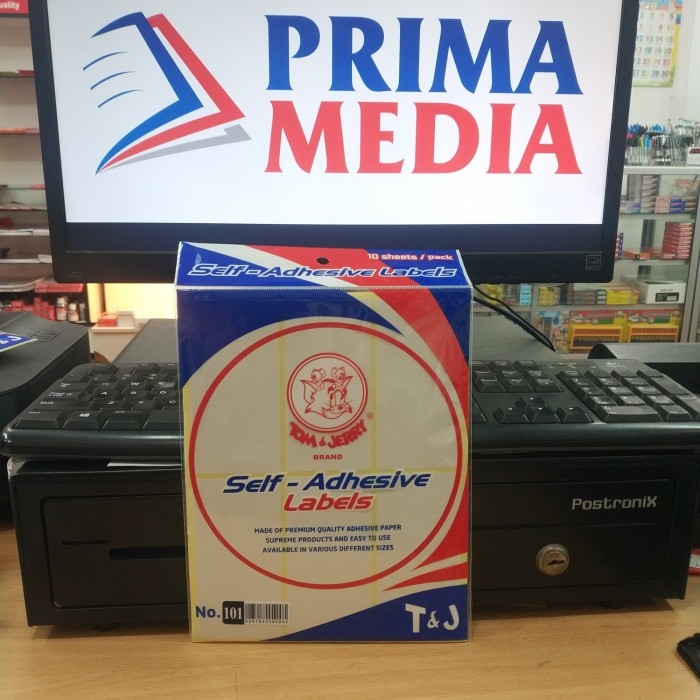 PRIMA
MEDIA
10 sheets / pack
Self - Adhesive Labels
TOM & JERRY ®
BRAND
Self - Adhesive
Labels
MADE OF PREMIUM QUALITY ADHESIVE PAPER
SUPREME PRODUCTS AND EASY TO USE
AVAILABLE IN VARIOUS DIFFERENT SIZES
No. 101
T&J
PostroniX